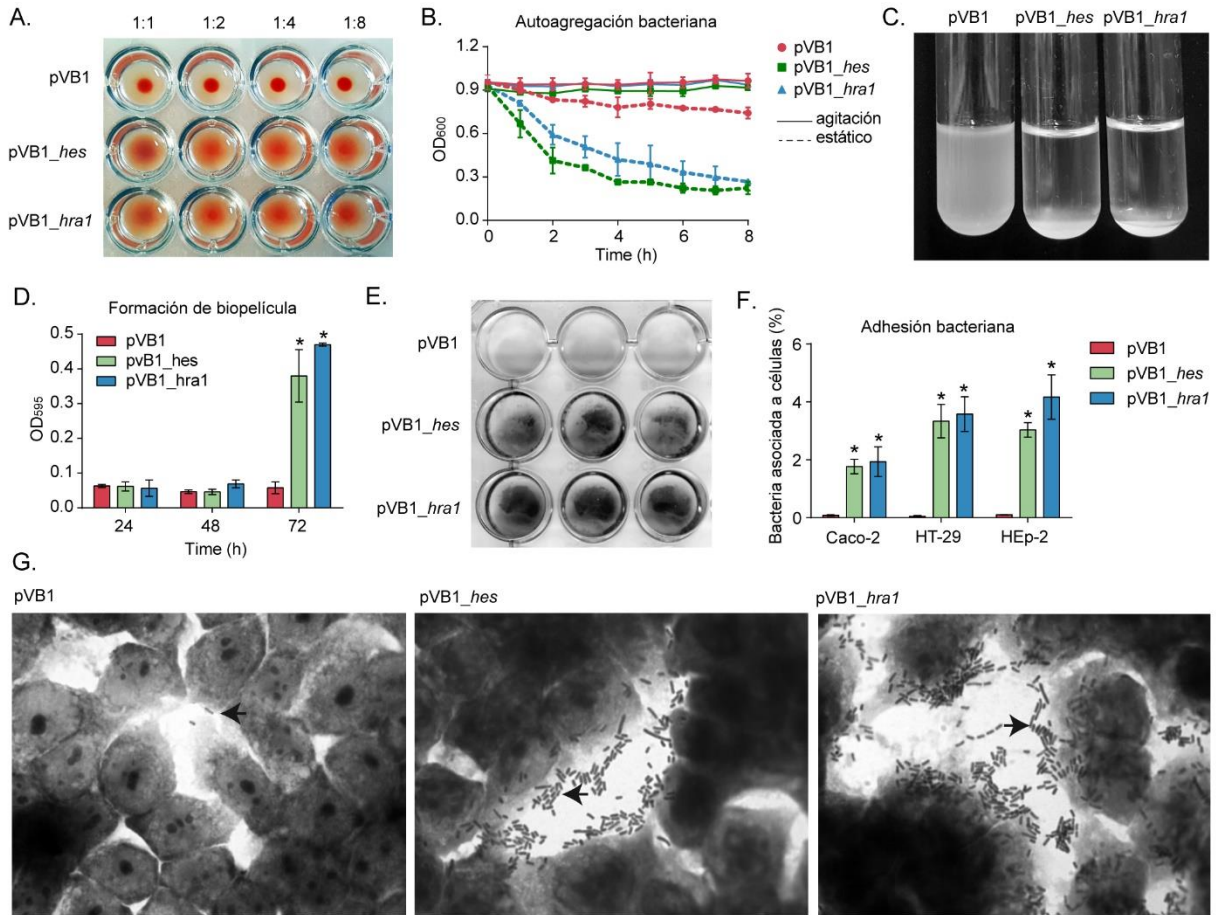 A.
1:1 1:2 1:4 1:8
pVB1
pVB1_hes
pVB1_hra1
B.
Autoagregación bacteriana
1.2
0.9
0.6
0.3
0.0
OD600
0 2 4 6 8
Time (h)
pVB1
pVB1_hes
pVB1_hra1
agitación
estático
C.
pVB1 pVB1_hes pVB1_hra1
D.
Formación de biopelícula
0.5
0.4
0.3
0.2
0.1
0.0
OD595
pVB1
pvB1_hes
pVB1_hra1
* *
24 48 72
Time (h)
E.
pVB1
pVB1_hes
pVB1_hra1
F.
Adhesión bacteriana
Bacteria asociada a células (%)
6
4
2
0
* * * * * *
Caco-2 HT-29 HEp-2
pVB1
pVB1_hes
pVB1_hra1
G.
pVB1 pVB1_hes pVB1_hra1